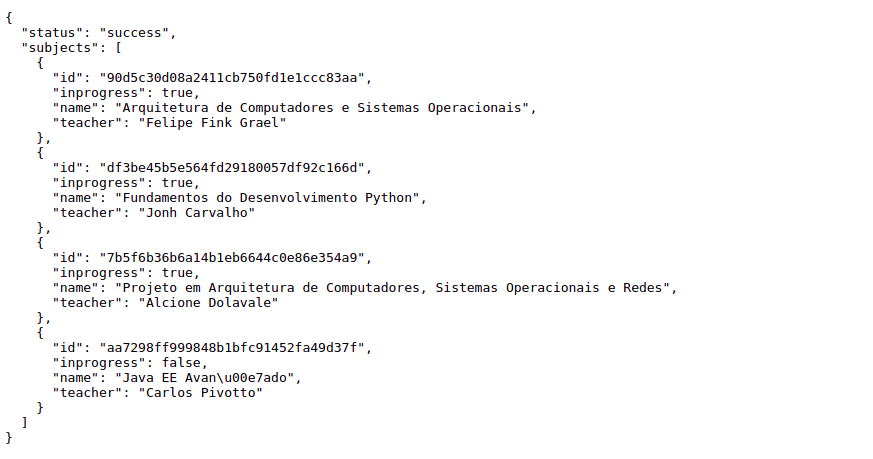 {
  "status": "success",
  "subjects": [
    {
      "id": "90d5c30d08a2411cb750fd1e1ccc83aa",
      "inprogress": true,
      "name": "Arquitetura de Computadores e Sistemas Operacionais",
      "teacher": "Felipe Fink Grael"
    },
    {
      "id": "df3be45b5e564fd29180057df92c166d",
      "inprogress": true,
      "name": "Fundamentos do Desenvolvimento Python",
      "teacher": "Jonh Carvalho"
    },
    {
      "id": "7b5f6b36b6a14b1eb6644c0e86e354a9",
      "inprogress": true,
      "name": "Projeto em Arquitetura de Computadores, Sistemas Operacionais e Redes",
      "teacher": "Alcione Dolavale"
    },
    {
      "id": "aa7298ff999848b1bfc91452fa49d37f",
      "inprogress": false,
      "name": "Java EE Avan\u00e7ado",
      "teacher": "Carlos Pivotto"
    }
  ]
}